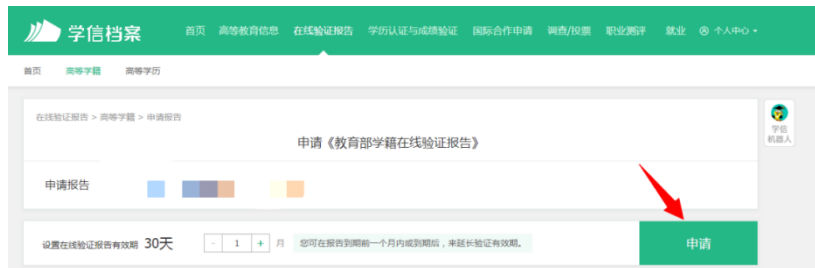 学信档案 首页 高等教育信息 在线验证报告 学历认证与成绩验证 国际合作申请 调查/投票 职业测评 就业 个人中心
首页 高等学籍 高等学历
在线验证报告 > 高等学籍 > 申请报告
申请《教育部学籍在线验证报告》
学信
机器人
申请报告
设置在线验证报告有效期 30天 - 1 + 月 您可在报告到期前一个月内或到期后，来延长验证有效期。 申请